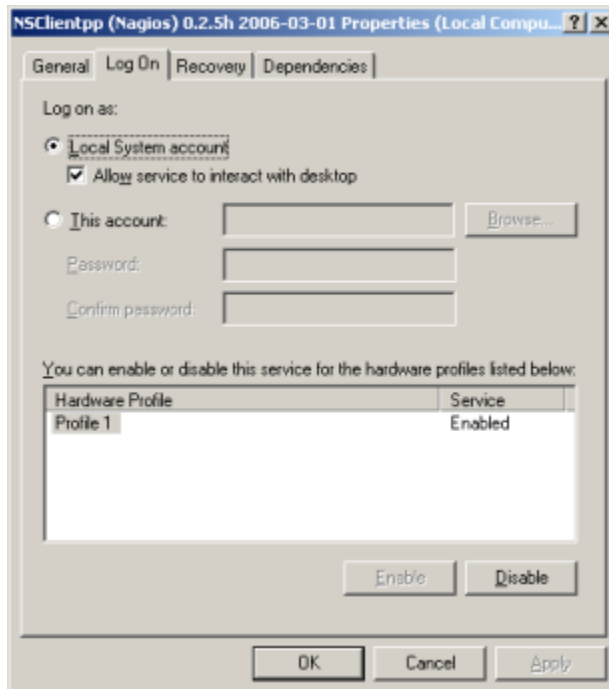 NSClientpp (Nagios) 0.2.5h 2006-03-01 Properties (Local Compu... ? X
General Log On Recovery Dependencies
Log on as:
Local System account
Allow service to interact with desktop
This account: Browse...
Password:
Confirm password:
You can enable or disable this service for the hardware profiles listed below:
Hardware Profile Service
Profile 1 Enabled
Enable Disable
OK Cancel Apply